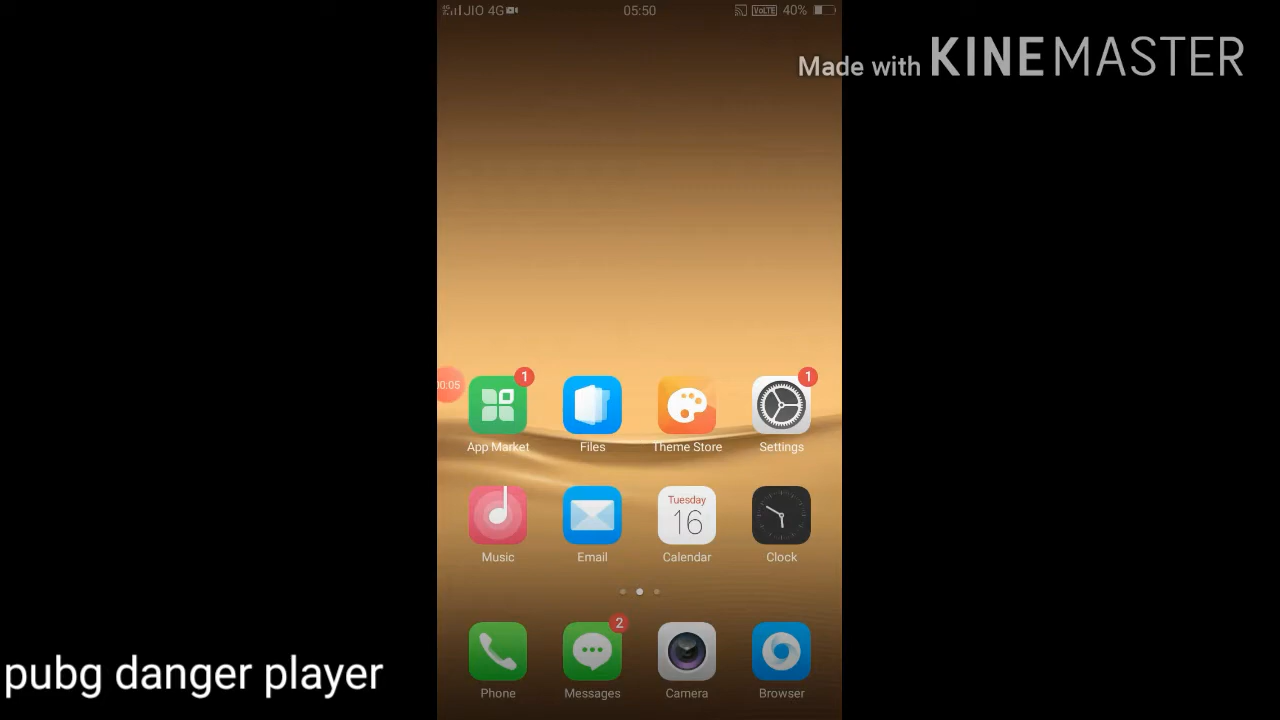 JIO 4G 05:50 VoLTE 40%
Made with KINEMASTER
1 1
00:05
App Market Files Theme Store Settings
Tuesday
16
Music Email Calendar Clock
2
pubg danger player
Phone Messages Camera Browser